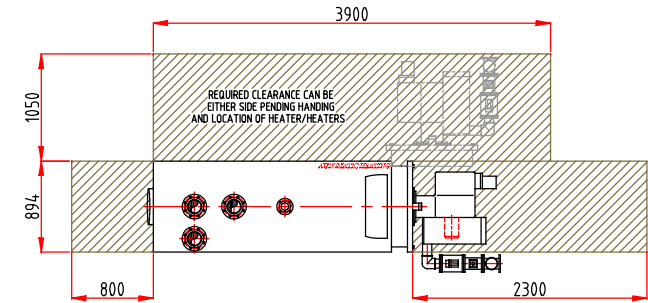 3900
1050
REQUIRED CLEARANCE CAN BE
EITHER SIDE PENDING HANDING
AND LOCATION OF HEATER/HEATERS
894
800
2300